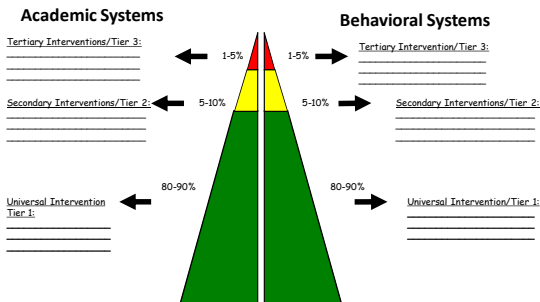 Academic Systems
Tertiary Interventions/Tier 3:
1-5%
Secondary Interventions/Tier 2:
5-10%
80-90%
Universal Intervention
Tier 1:
Behavioral Systems
1-5%
Tertiary Intervention/Tier 3:
5-10%
Secondary Interventions/Tier 2:
80-90%
Universal Intervention/Tier 1: